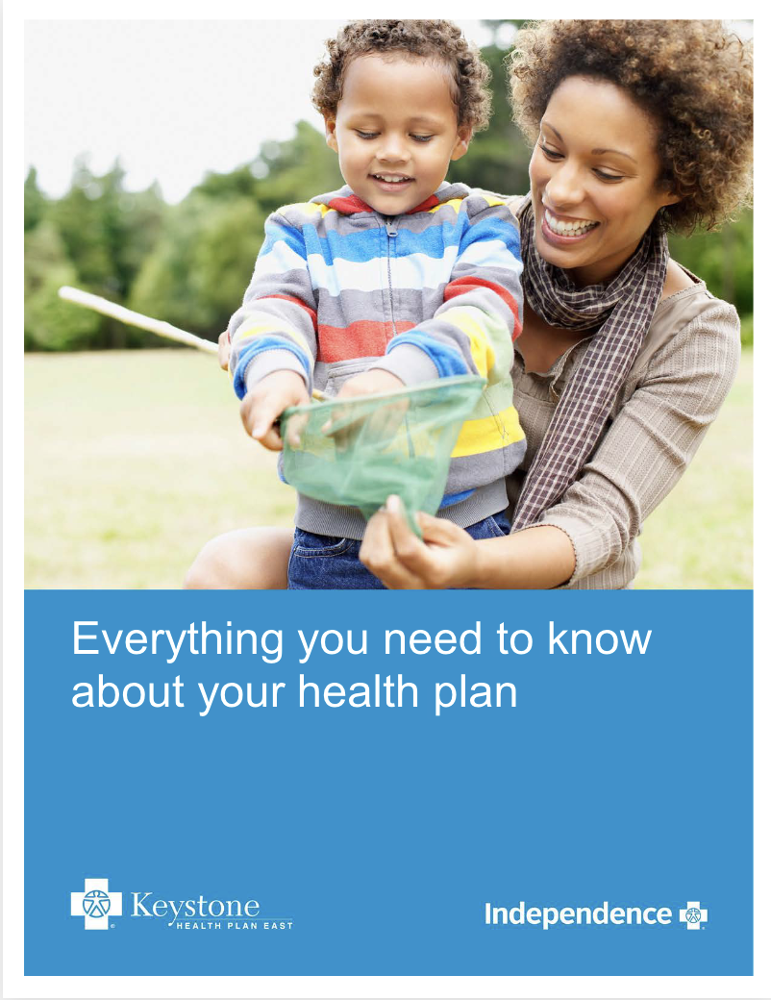 Everything you need to know
about your health plan
Keystone
HEALTH PLAN EAST
Independence